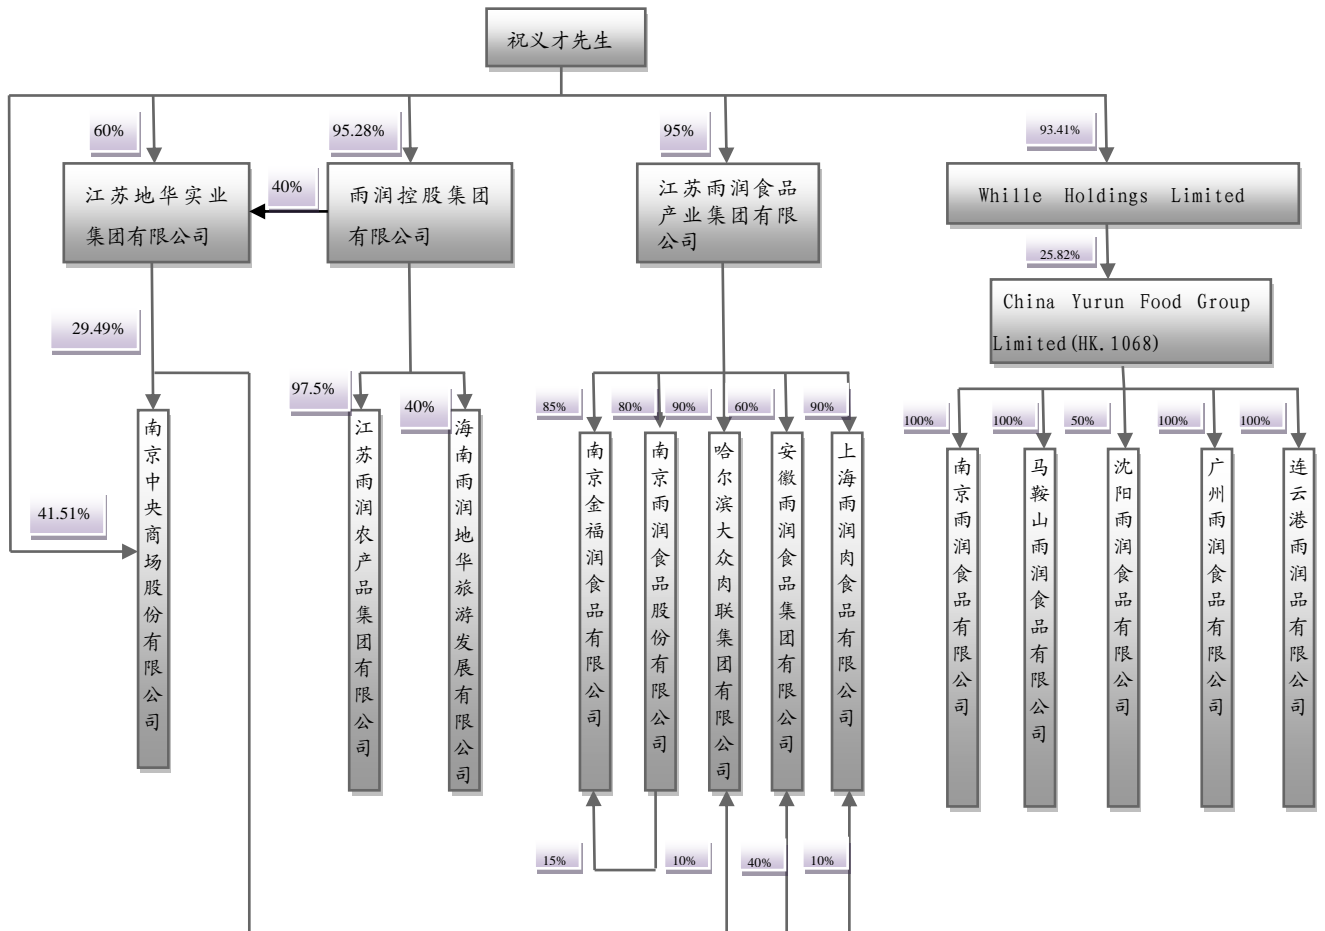 祝义才先生
60%
95.28%
95%
93.41%
江苏地华实业
集团有限公司
40%
雨润控股集团
有限公司
江苏雨润食品
产业集团有限
公司
Whille Holdings Limited
25.82%
China Yurun Food Group
Limited(HK.1068)
29.49%
97.5%
40%
85%
80%
90%
60%
90%
100%
100%
50%
100%
100%
41.51%
南京中央商场股份有限公司
江苏雨润农产品集团有限公司
海南雨润地华旅游发展有限公司
南京金福润食品有限公司
南京雨润食品股份有限公司
哈尔滨大众肉联集团有限公司
安徽雨润食品集团有限公司
上海雨润肉食品有限公司
南京雨润食品有限公司
马鞍山雨润食品有限公司
沈阳雨润食品有限公司
广州雨润食品有限公司
连云港雨润食品有限公司
15%
10%
40%
10%